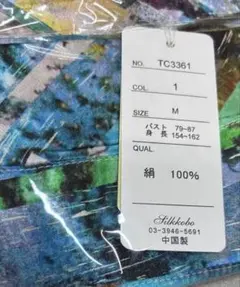 NO. TC3361
COL. 1
SIZE M
バスト 79~87
身長 154~162
QUAL.
絹 100%
Silkkobo
03-3946-5691
中国製